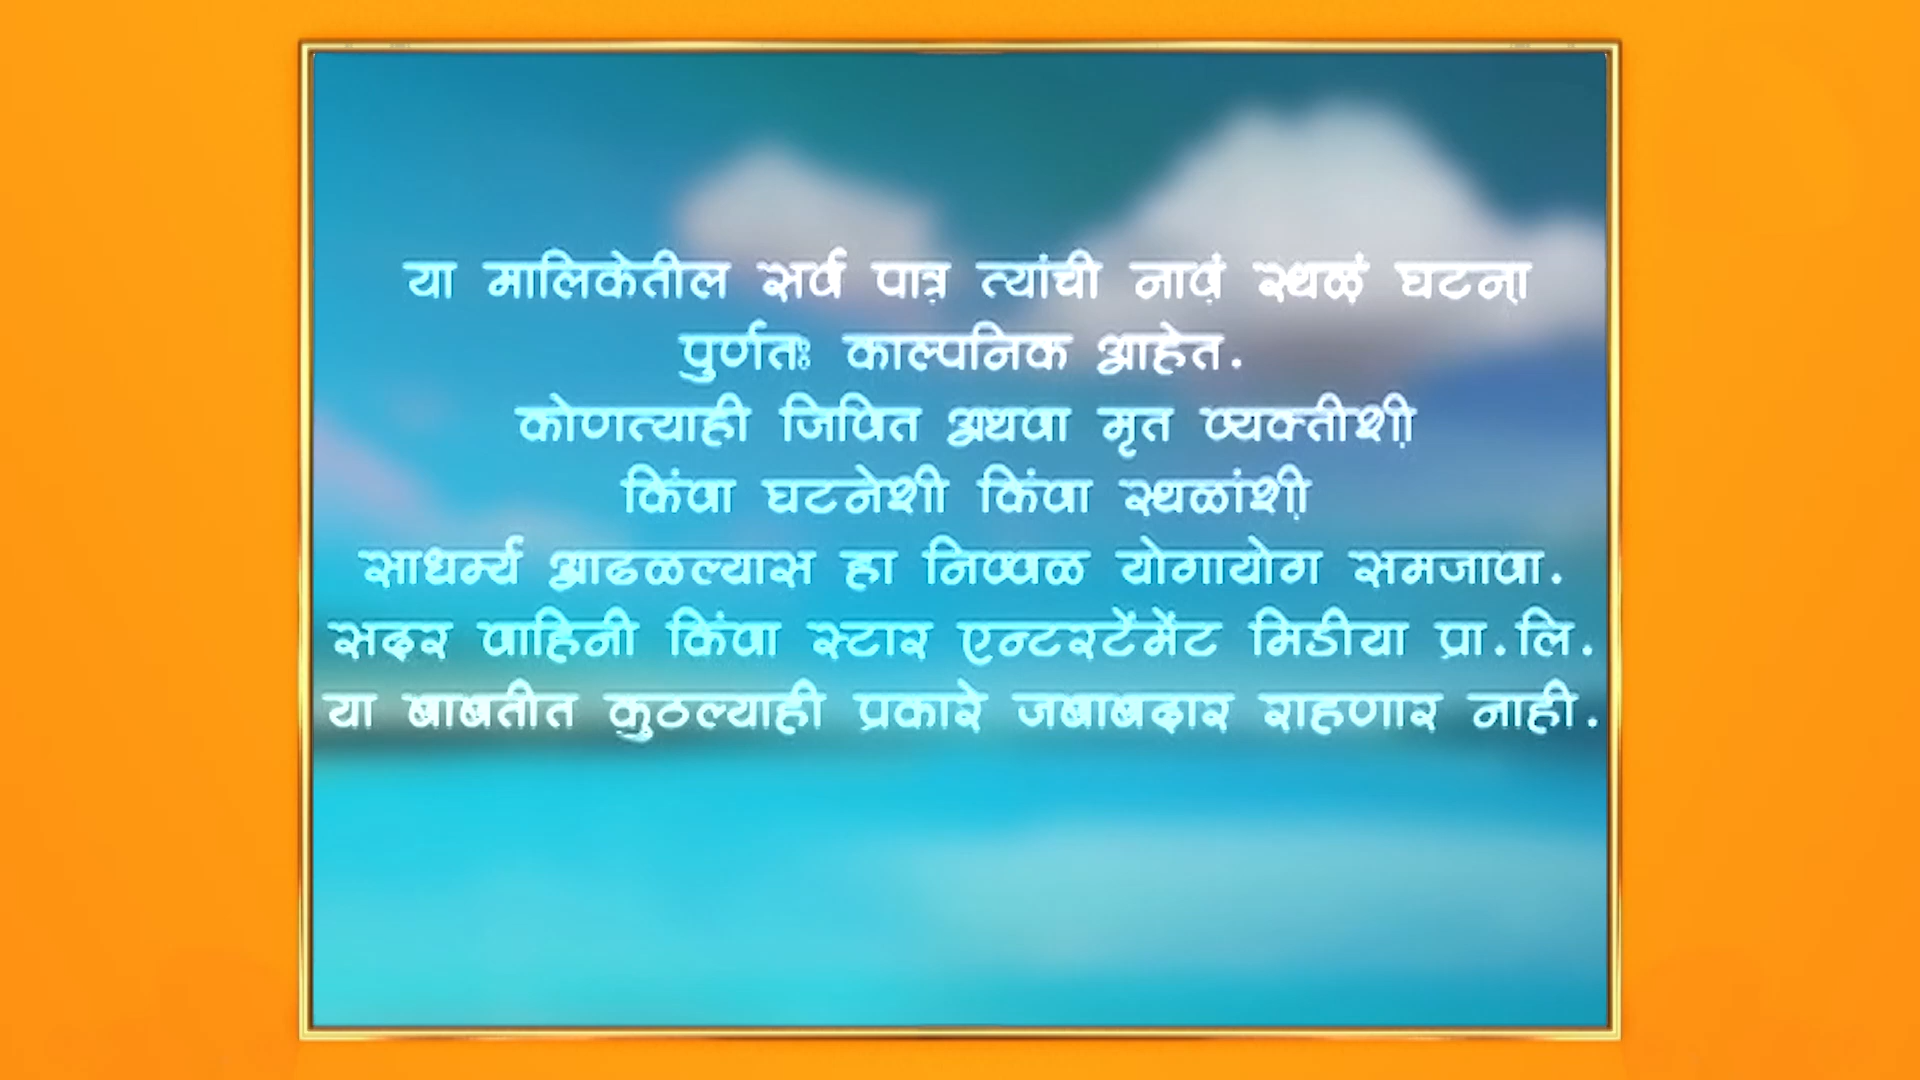 या मालिकेतील सर्व पात्र त्यांची नावं स्थळं घटना
पुर्णतः काल्पनिक आहेत.
कोणत्याही जिवित अथवा मृत व्यक्तीशी
किंवा घटनेशी किंवा स्थळांशी
साधर्म्य आढळल्यास हा निव्वळ योगायोग समजावा.
सदर वाहिनी किंवा स्टार एन्टरटेंमेंट मिडीया प्रा.लि.
या बाबतीत कुठल्याही प्रकारे जबाबदार राहणार नाही.